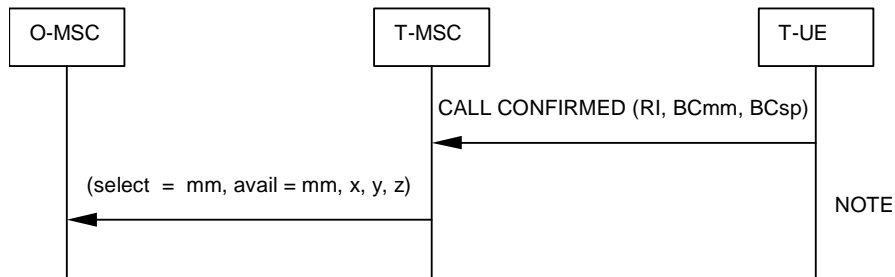 O-MSC
T-MSC
T-UE
CALL CONFIRMED (RI, BCmm, BCsp)
(select = mm, avail = mm, x, y, z)
NOTE